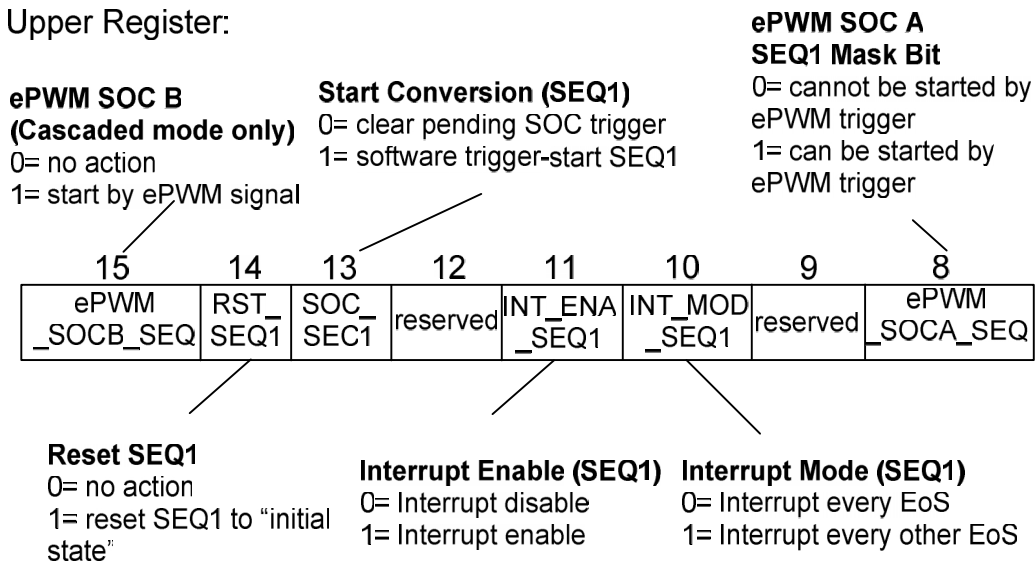 Upper Register:
ePWM SOC B
(Cascaded mode only)
0= no action
1= start by ePWM signal
Start Conversion (SEQ1)
0= clear pending SOC trigger
1= software trigger-start SEQ1
ePWM SOC A
SEQ1 Mask Bit
0= cannot be started by
ePWM trigger
1= can be started by
ePWM trigger
15 14 13 12 11 10 9 8
ePWM
_SOCB_SEQ
RST_
SEQ1
SOC_
SEC1
reserved
INT_ENA
_SEQ1
INT_MOD
_SEQ1
reserved
ePWM
_SOCA_SEQ
Reset SEQ1
0= no action
1= reset SEQ1 to “initial
state”
Interrupt Enable (SEQ1)
0= Interrupt disable
1= Interrupt enable
Interrupt Mode (SEQ1)
0= Interrupt every EoS
1= Interrupt every other EoS